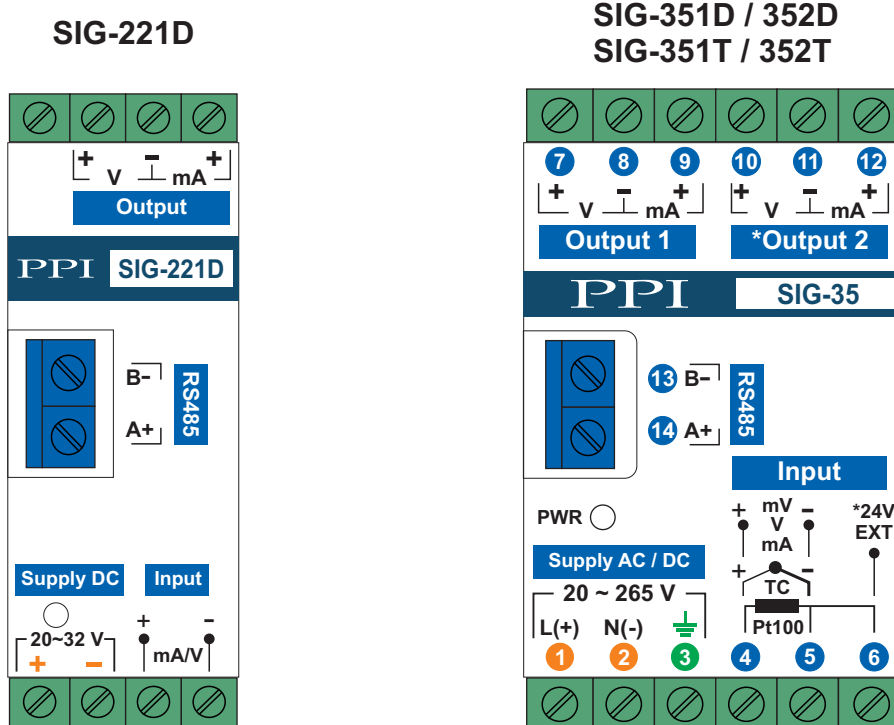 SIG-221D
+ - +
V mA
Output
PPI SIG-221D
B-
A+
RS485
Supply DC Input
20~32 V
+ -
+ -
mA/V
SIG-351D / 352D
SIG-351T / 352T
7 8 9 10 11 12
+ - + + - +
V mA V mA
Output 1 *Output 2
PPI SIG-35
13 B-
14 A+
RS485
Input
PWR
+ mV -
V
mA
*24V
EXT
Supply AC / DC
+ TC -
20 ~ 265 V
L(+) N(-)
Pt100
1 2 3 4 5 6